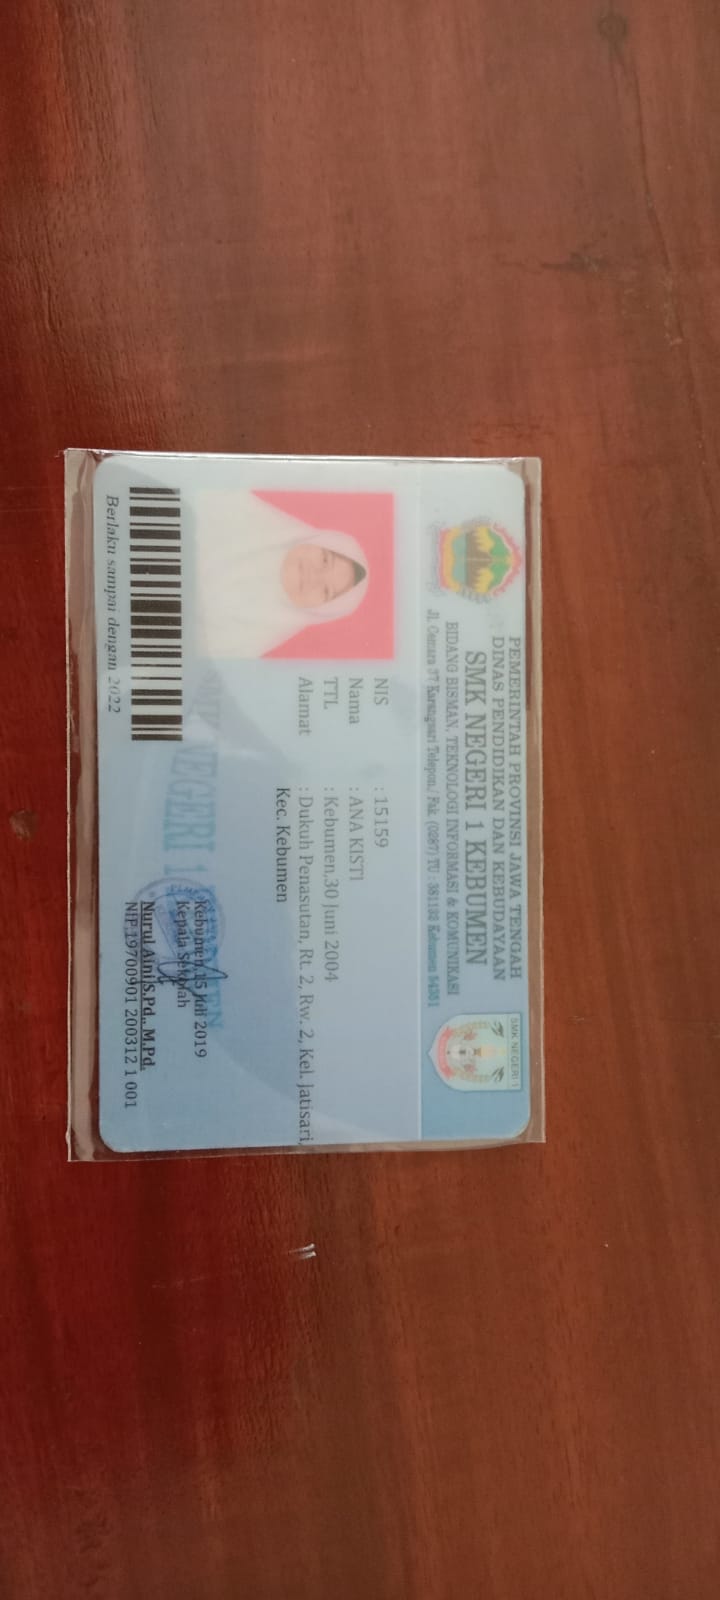 PEMERINTAH PROVINSI JAWA TENGAH
DINAS PENDIDIKAN DAN KEBUDAYAAN
SMK NEGERI 1 KEBUMEN
BIDANG BISMAN, TEKNOLOGI INFORMASI & KOMUNIKASI
Jl. Cemara 37 Karangsari Telepon./ Fak. (0287) TU : 381132 Kebumen 54351
SMK NEGERI 1
NIS : 15159
Nama : ANA KISTI
TTL : Kebumen,30 Juni 2004
Alamat : Dukuh Penasutan, Rt. 2, Rw. 2, Kel. Jatisari,
Kec. Kebumen
NEGERI 1
Kebumen,15 Juli 2019
Kepala Sekolah
Nurul Aini S.Pd., M.Pd.
NIP.19700901 200312 1 001
Berlaku sampai dengan 2022